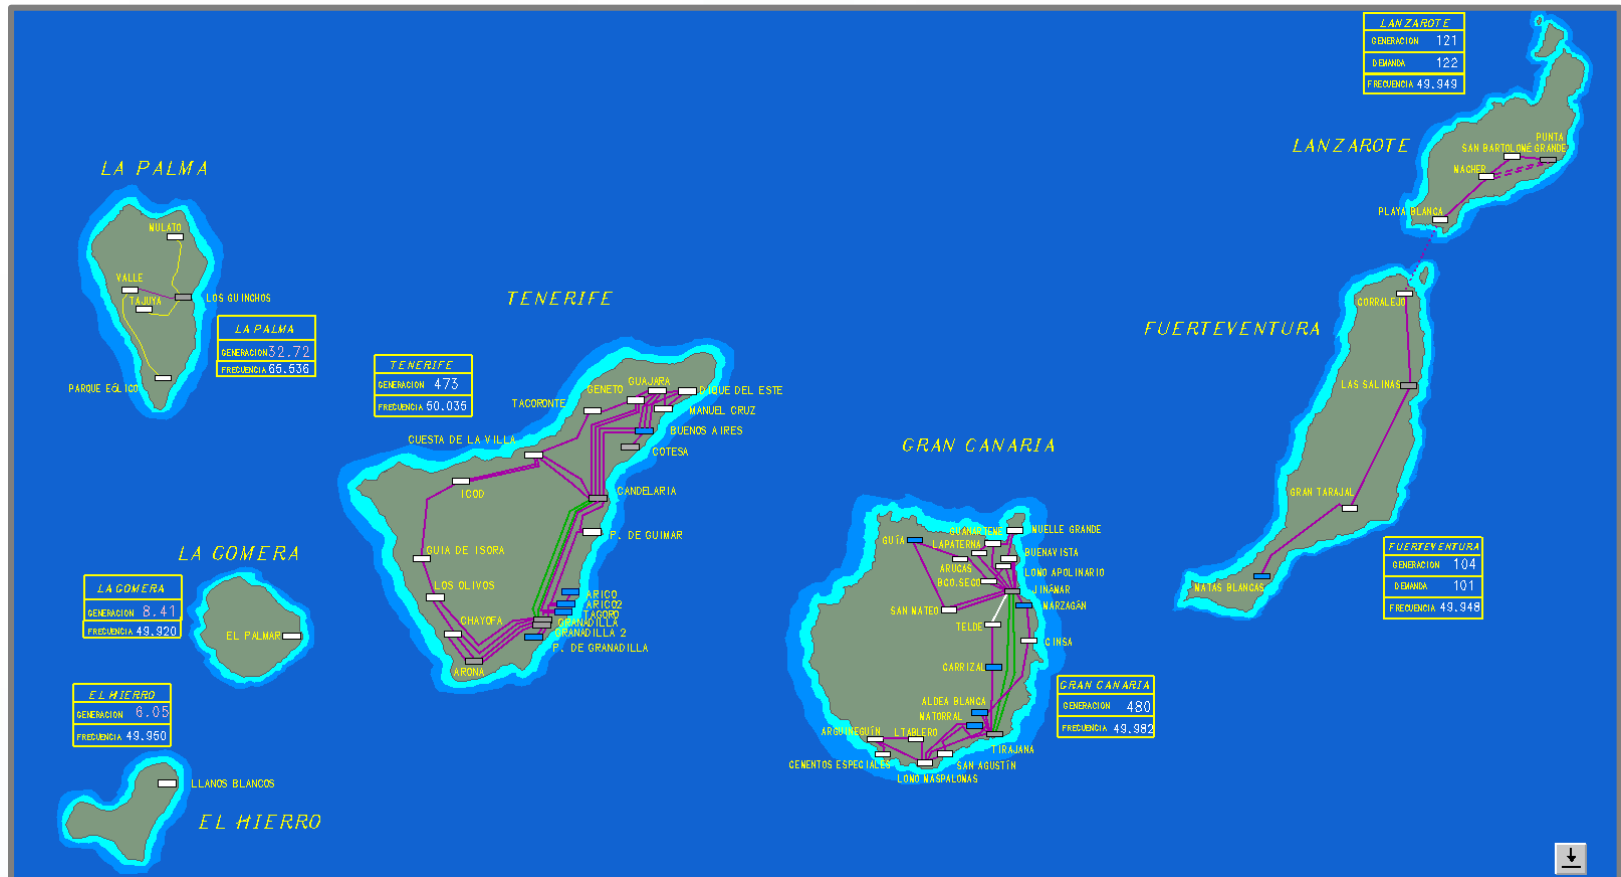 LANZAROTE
GENERACION 121
DEMANDA 122
FRECUENCIA 49.949
LANZAROTE
PUNTA
SAN BARTOLOMÉ GRANDE
MACHER
PLAYA BLANCA
LA PALMA
MULATO
VALLE
TAJUYA
LOS GUINCHOS
PARQUE EÓLICO
LA PALMA
GENERACION 32.72
FRECUENCIA 65.536
TENERIFE
TENERIFE
GENERACION 473
FRECUENCIA 50.036
GUAJARA
GENETO
DIQUE DEL ESTE
TACORONTE
MANUEL CRUZ
BUENOS AIRES
CUESTA DE LA VILLA
COTESA
ICOD
CANDELARIA
P. DE GUIMAR
GUIA DE ISORA
LOS OLIVOS
ARICO
ARICO2
TAGORO
CHAYOFA
GRANADILLA
GRANADILLA 2
P. DE GRANADILLA
ARONA
FUERTEVENTURA
CORRALEJO
LAS SALINAS
GRAN TARAJAL
MATAS BLANCAS
FUERTEVENTURA
GENERACION 104
DEMANDA 101
FRECUENCIA 49.948
GRAN CANARIA
GUANARTEME
MUELLE GRANDE
GUÍA
LAPATERNA
BUENAVISTA
ARUCAS
LOMO APOLINARIO
BCO.SECO
JINÁMAR
SAN MATEO
MARZAGÁN
TELDE
CINSA
CARRIZAL
ALDEA BLANCA
MATORRAL
ARGUINEGUÍN
LTABLERO
TIRAJANA
CEMENTOS ESPECIALES
SAN AGUSTÍN
LOMO MASPALOMAS
GRAN CANARIA
GENERACION 480
FRECUENCIA 49.982
LA GOMERA
LA GOMERA
GENERACION 8.41
FRECUENCIA 49.920
EL PALMAR
EL HIERRO
GENERACION 6.05
FRECUENCIA 49.950
LLANOS BLANCOS
EL HIERRO